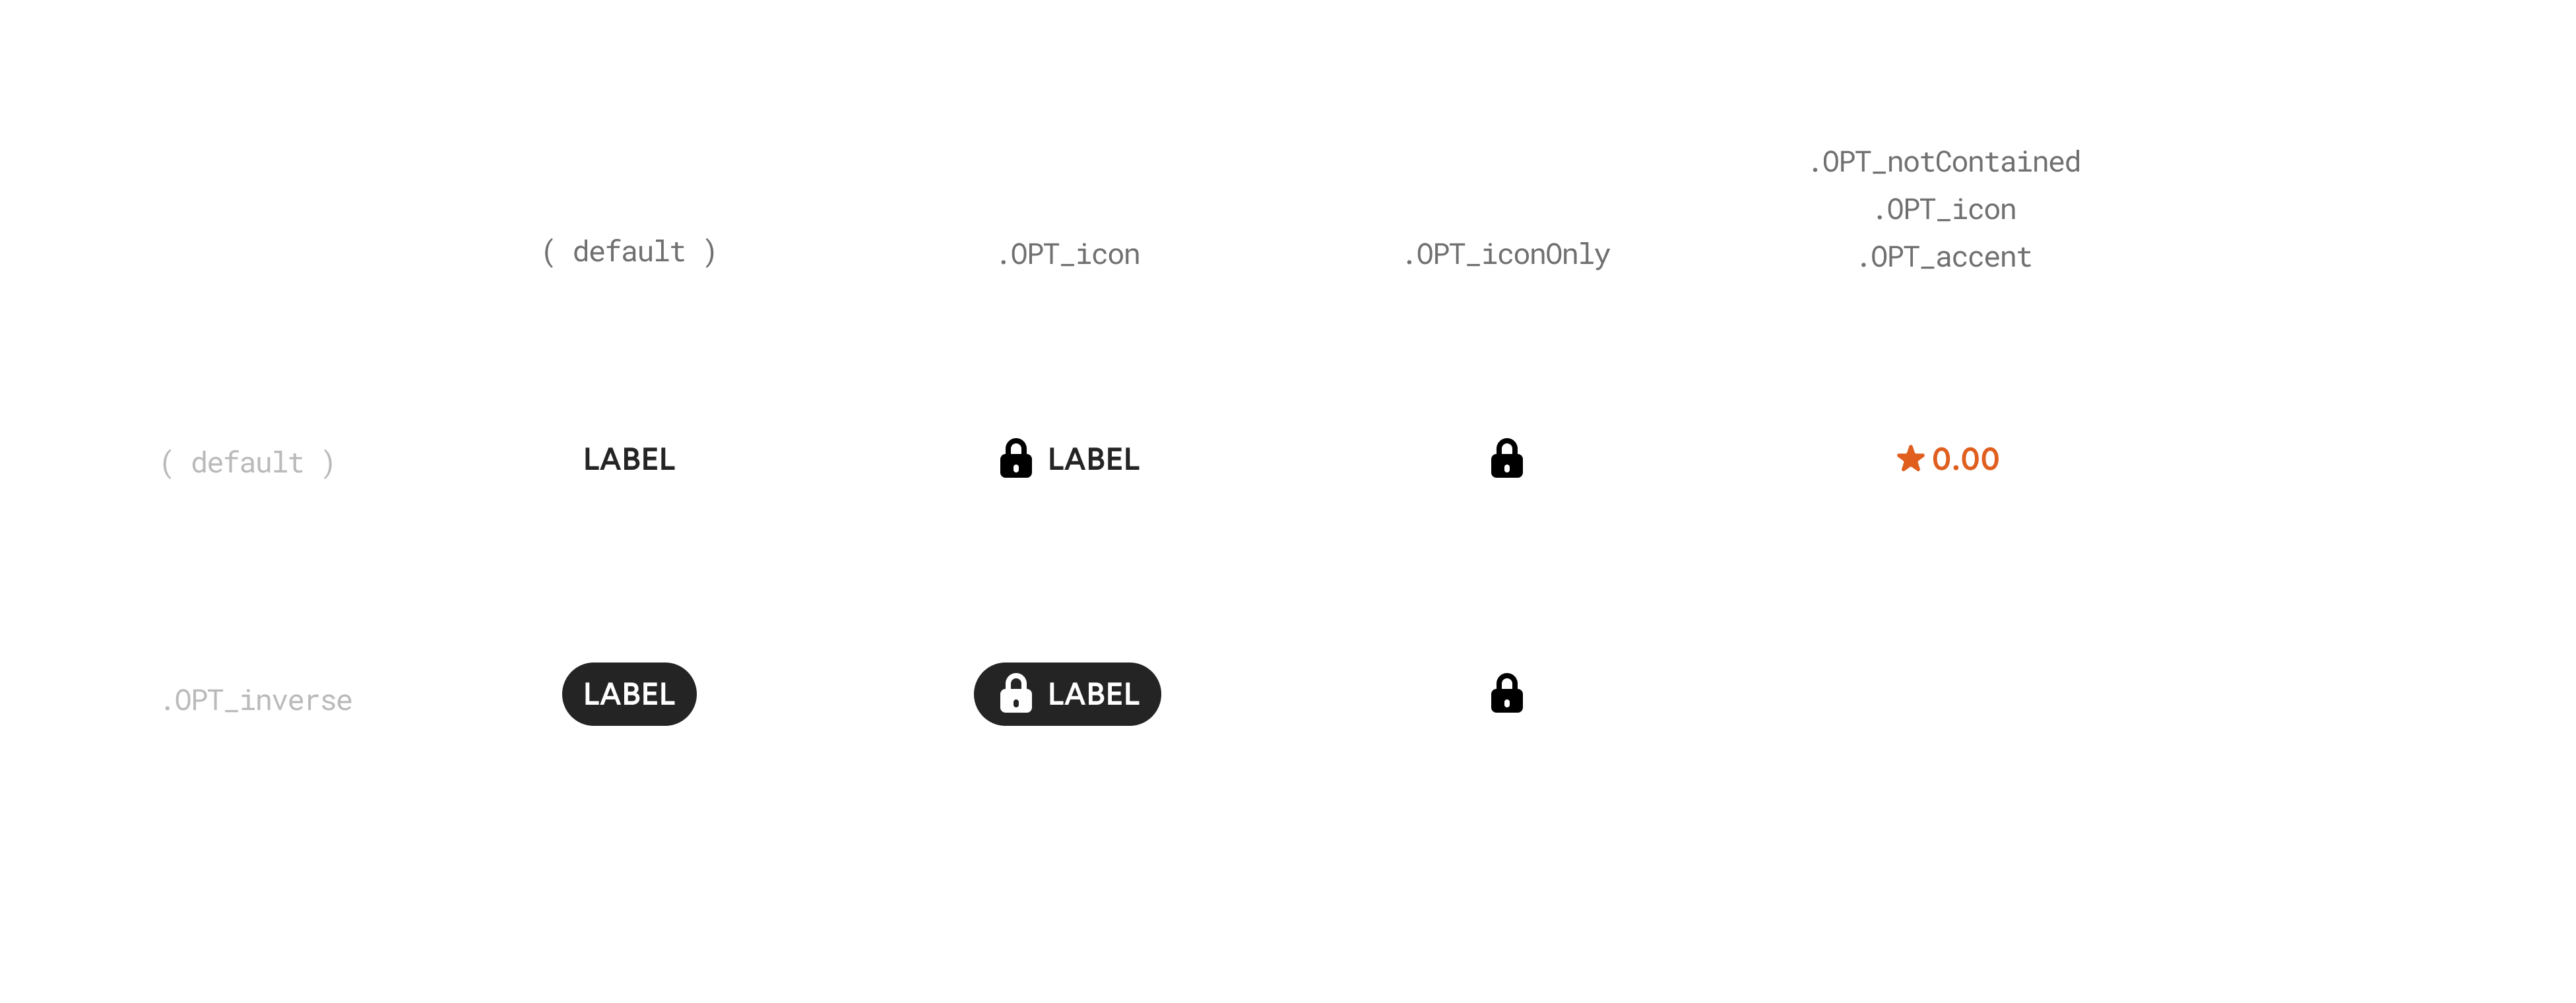 .OPT_notContained
.OPT_icon
.OPT_accent
( default )
.OPT_icon
.OPT_iconOnly
( default )
LABEL
LABEL
0.00
.OPT_inverse
LABEL
LABEL